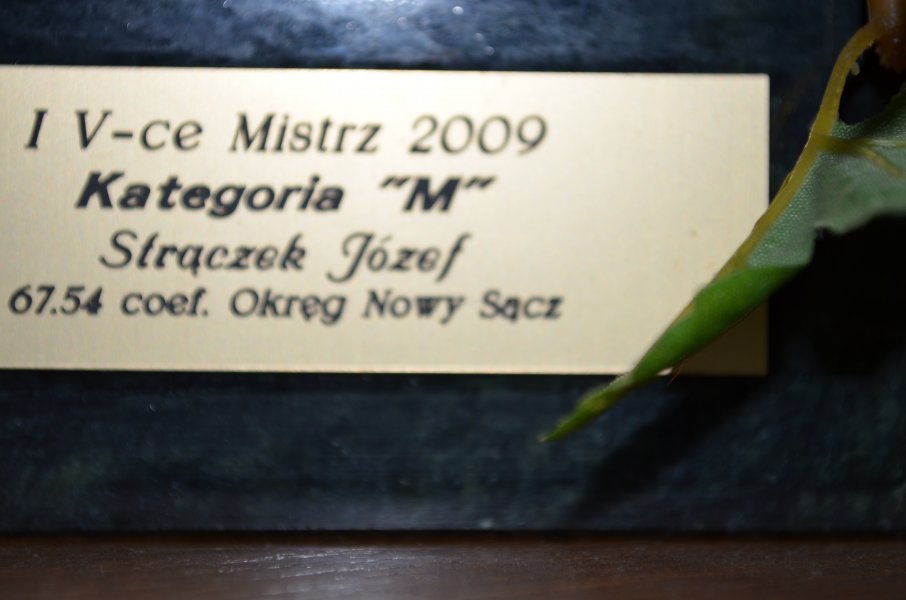 I V-ce Mistrz 2009
Kategoria "M"
Strączek Józef
67.54 coef. Okręg Nowy Sącz